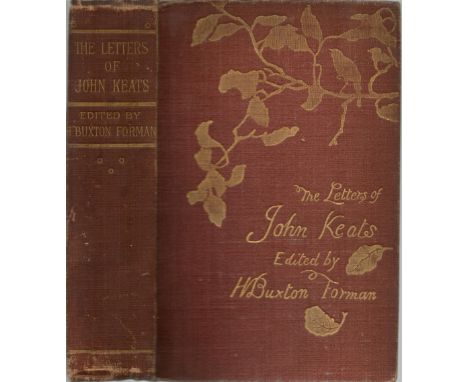 THE LETTERS
OF
JOHN KEATS
EDITED BY
H BUXTON FORMAN
The Letters of
John Keats
Edited by
H Buxton Forman